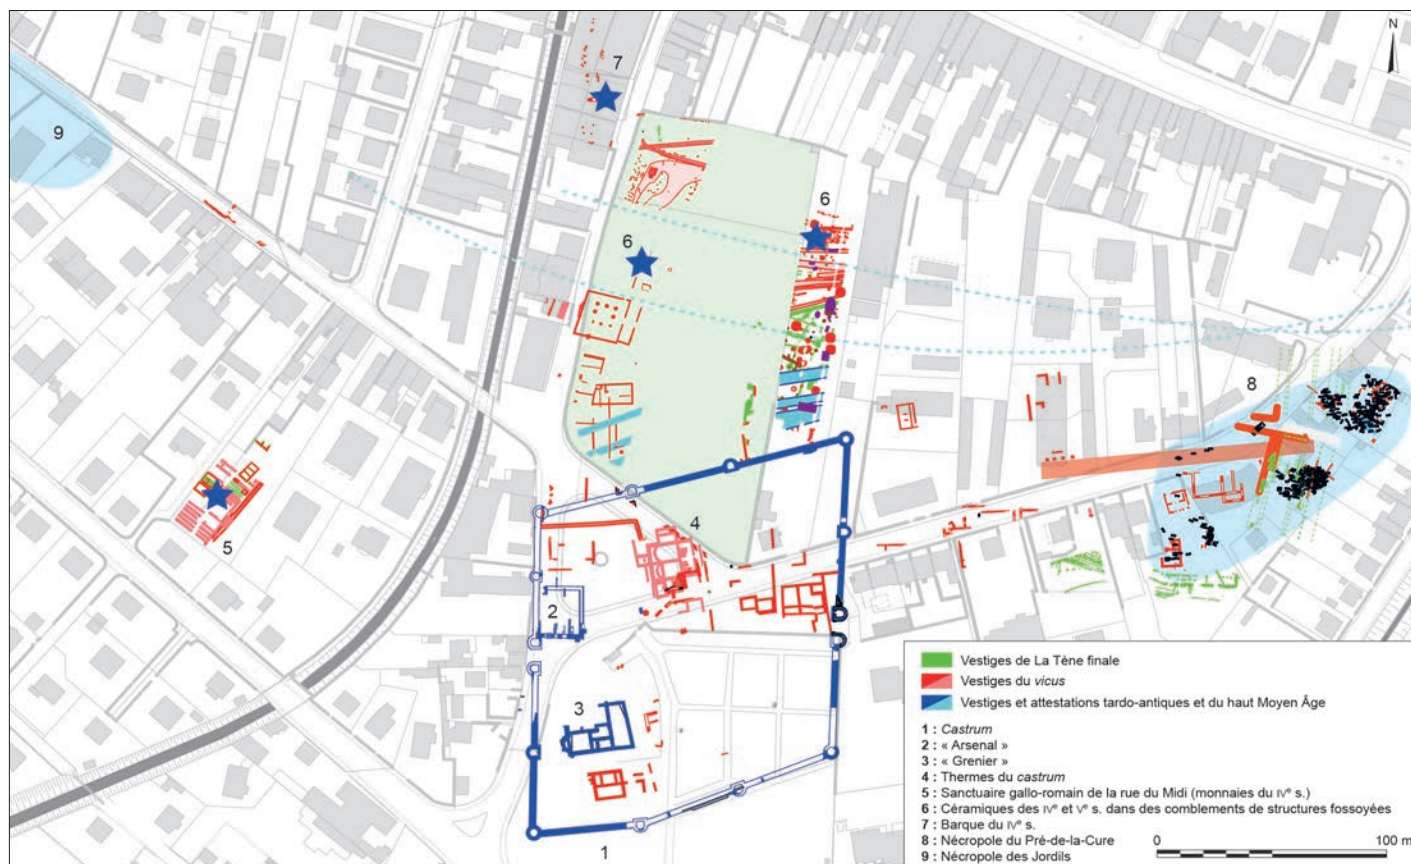 N
7
9
6
6
8
5
4
2
3
1
Vestiges de La Tène finale
Vestiges du vicus
Vestiges et attestations tardo-antiques et du haut Moyen Âge
1 : Castrum
2 : « Arsenal »
3 : « Grenier »
4 : Thermes du castrum
5 : Sanctuaire gallo-romain de la rue du Midi (monnaies du IVe s.)
6 : Céramiques des IVe et Ve s. dans des comblements de structures fossoyées
7 : Barque du IVe s.
8 : Nécropole du Pré-de-la-Cure
9 : Nécropole des Jordils
0 100 m